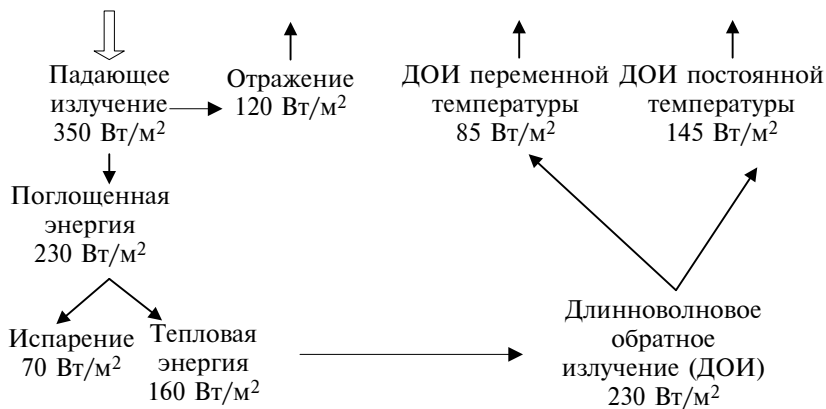 Падающее
излучение
350 Вт/м²
Отражение
120 Вт/м²
ДОИ переменной
температуры
85 Вт/м²
ДОИ постоянной
температуры
145 Вт/м²
Поглощенная
энергия
230 Вт/м²
Испарение
70 Вт/м²
Тепловая
энергия
160 Вт/м²
Длинноволновое
обратное
излучение (ДОИ)
230 Вт/м²